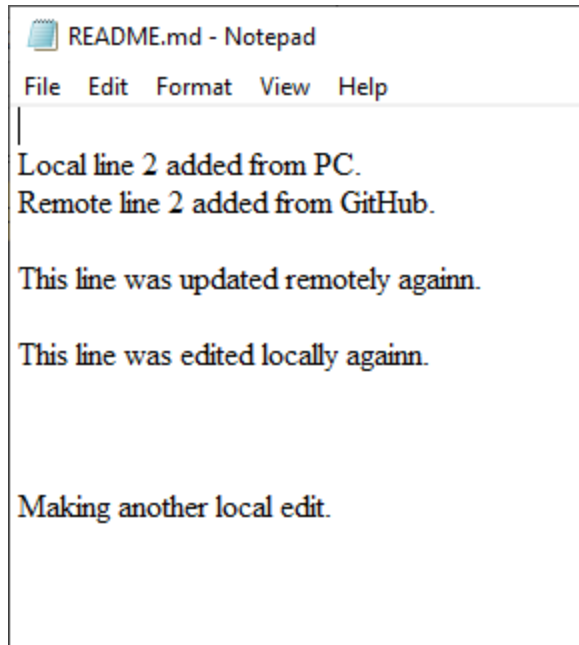 README.md - Notepad
File Edit Format View Help
Local line 2 added from PC.
Remote line 2 added from GitHub.
This line was updated remotely againn.
This line was edited locally againn.
Making another local edit.